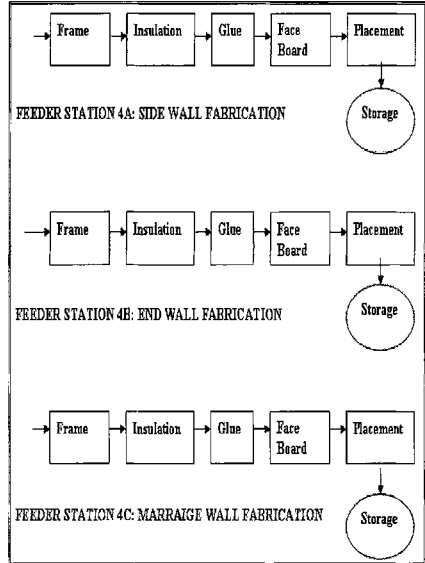 Frame Insulation Glue Face Board Placement
Storage
FEEDER STATION 4A: SIDE WALL FABRICATION
Frame Insulation Glue Face Board Placement
Storage
FEEDER STATION 4B: END WALL FABRICATION
Frame Insulation Glue Face Board Placement
Storage
FEEDER STATION 4C: MARRAIGE WALL FABRICATION